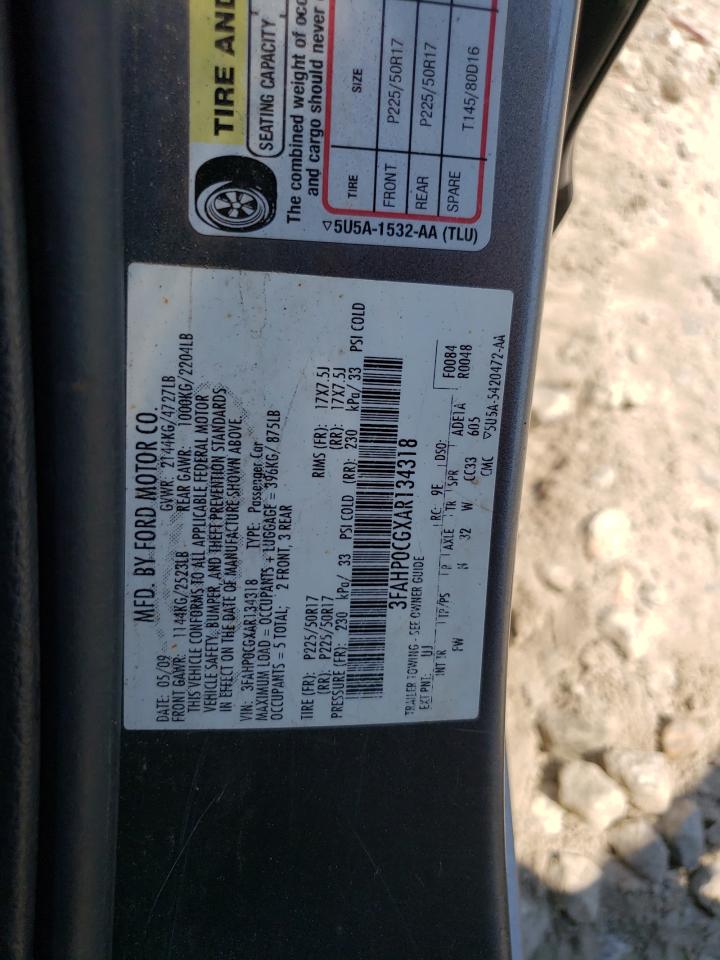 TIRE AND
SEATING CAPACITY
The combined weight of occ
and cargo should never
TIRE SIZE
FRONT P225/50R17
REAR P225/50R17
SPARE T145/80D16
5U5A-1532-AA (TLU)
MFD. BY FORD MOTOR CO.
DATE: 05/09 GVWR: 2144KG/4727LB
FRONT GAWR: 1144KG/2523LB REAR GAWR: 1000KG/2204LB
THIS VEHICLE CONFORMS TO ALL APPLICABLE FEDERAL MOTOR
VEHICLE SAFETY, BUMPER, AND THEFT PREVENTION STANDARDS
IN EFFECT ON THE DATE OF MANUFACTURE SHOWN ABOVE.
VIN: 3FAHP0CGXAR134318 TYPE: Passenger Car
MAXIMUM LOAD = OCCUPANTS + LUGGAGE = 396KG/ 875LB
OCCUPANTS = 5 TOTAL; 2 FRONT, 3 REAR
TIRE (FR): P225/50R17 RIMS (FR): 17X7.5J
(RR): P225/50R17 (RR): 17X7.5J
PRESSURE (FR): 230 kPa/ 33 PSI COLD (RR): 230 kPa/ 33 PSI COLD
3FAHP0CGXAR134318
TRAILER TOWING - SEE OWNER GUIDE
F0084
R0048
EXT PNT: UJ RC: 9E DSO: ADE1A
INT TR TP/PS R AXLE TR SPR 605
FW N 32 W CC33
CMC 5U5A-5420472-AA